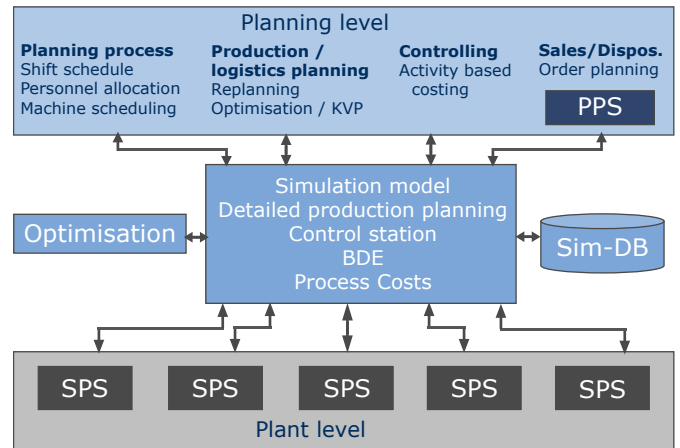 Planning level
Planning process
Shift schedule
Personnel allocation
Machine scheduling
Production /
logistics planning
Replanning
Optimisation / KVP
Controlling
Activity based
costing
Sales/Dispos.
Order planning
PPS
Simulation model
Detailed production planning
Control station
BDE
Process Costs
Optimisation
Sim-DB
SPS
SPS
SPS
SPS
SPS
Plant level